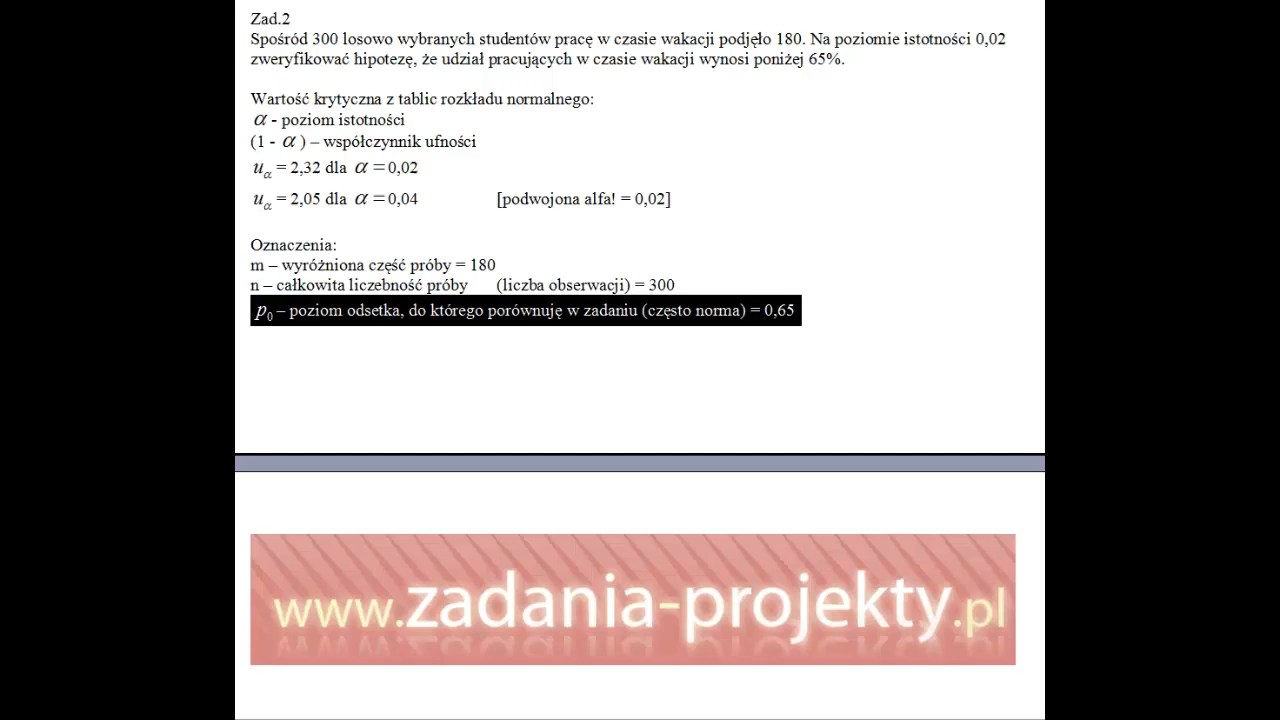 Zad.2
Spośród 300 losowo wybranych studentów pracę w czasie wakacji podjęło 180. Na poziomie istotności 0,02
zweryfikować hipotezę, że udział pracujących w czasie wakacji wynosi poniżej 65%.
Wartość krytyczna z tablic rozkładu normalnego:
α - poziom istotności
(1 - α ) – współczynnik ufności
uα = 2,32 dla α = 0,02
uα = 2,05 dla α = 0,04 [podwojona alfa! = 0,02]
Oznaczenia:
m – wyróżniona część próby = 180
n – całkowita liczebność próby (liczba obserwacji) = 300
p0 – poziom odsetka, do którego porównuję w zadaniu (często norma) = 0,65
www.zadania-projekty.pl